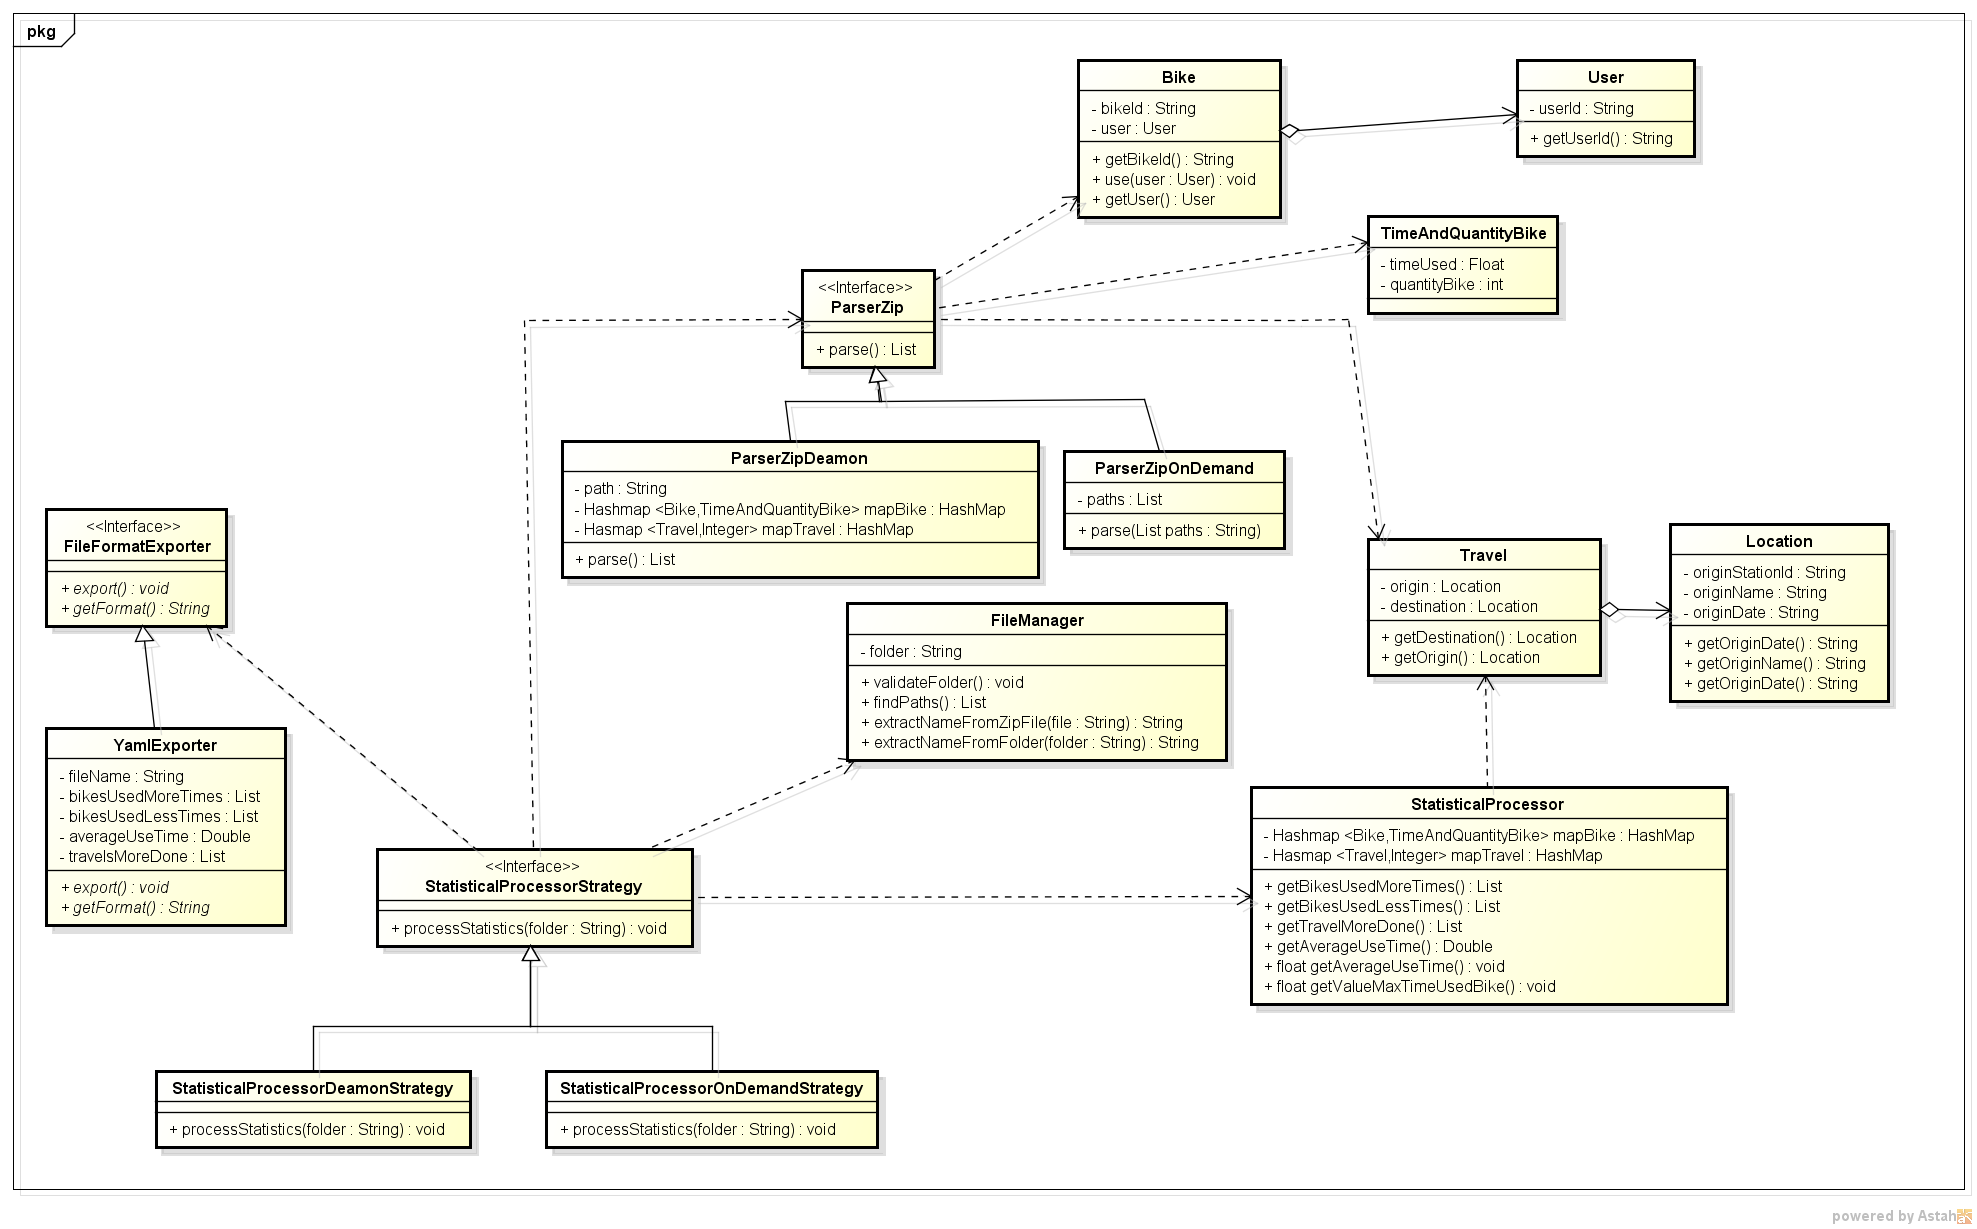 pkg
Bike
- bikeId : String
- user : User
+ getBikeId() : String
+ use(user : User) : void
+ getUser() : User
User
- userId : String
+ getUserId() : String
TimeAndQuantityBike
- timeUsed : Float
- quantityBike : int
<<Interface>>
ParserZip
+ parse() : List
ParserZipDeamon
- path : String
- Hashmap <Bike,TimeAndQuantityBike> mapBike : HashMap
- Hasmap <Travel,Integer> mapTravel : HashMap
+ parse() : List
ParserZipOnDemand
- paths : List
+ parse(List paths : String)
<<Interface>>
FileFormatExporter
+ export() : void
+ getFormat() : String
Travel
- origin : Location
- destination : Location
+ getDestination() : Location
+ getOrigin() : Location
Location
- originStationId : String
- originName : String
- originDate : String
+ getOriginDate() : String
+ getOriginName() : String
+ getOriginDate() : String
FileManager
- folder : String
+ validateFolder() : void
+ findPaths() : List
+ extractNameFromZipFile(file : String) : String
+ extractNameFromFolder(folder : String) : String
YamlExporter
- fileName : String
- bikesUsedMoreTimes : List
- bikesUsedLessTimes : List
- averageUseTime : Double
- travelsMoreDone : List
+ export() : void
+ getFormat() : String
<<Interface>>
StatisticalProcessorStrategy
+ processStatistics(folder : String) : void
StatisticalProcessor
- Hashmap <Bike,TimeAndQuantityBike> mapBike : HashMap
- Hasmap <Travel,Integer> mapTravel : HashMap
+ getBikesUsedMoreTimes() : List
+ getBikesUsedLessTimes() : List
+ getTravelMoreDone() : List
+ getAverageUseTime() : Double
+ float getAverageUseTime() : void
+ float getValueMaxTimeUsedBike() : void
StatisticalProcessorDeamonStrategy
+ processStatistics(folder : String) : void
StatisticalProcessorOnDemandStrategy
+ processStatistics(folder : String) : void
powered by Astah